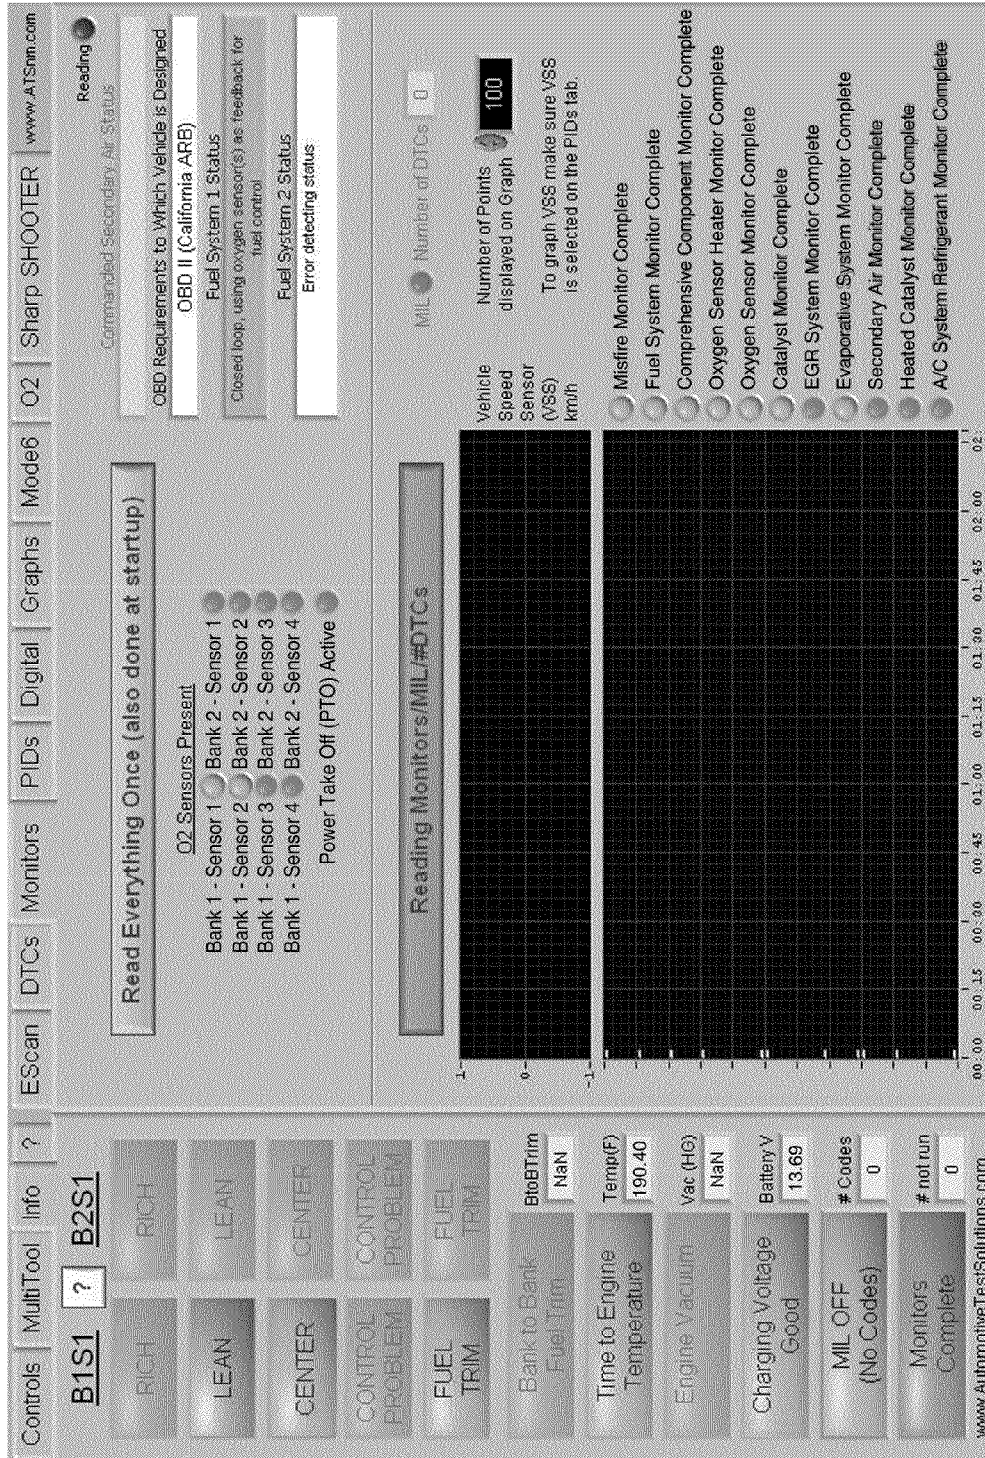 Controls MultiTool Info ? EScan DTCs Monitors PIDs Digital Graphs Mode6 O2 Sharp SHOOTER www.ATSnm.com
B1S1 ? B2S1
RICH RICH
LEAN LEAN
CENTER CENTER
CONTROL PROBLEM CONTROL PROBLEM
FUEL TRIM FUEL TRIM
Bank to Bank
Fuel Trim
BtoBTrim
NaN
Time to Engine
Temperature
Temp(F)
190.40
Engine Vacuum
Vac (HG)
NaN
Charging Voltage
Good
Battery V
13.69
MIL OFF
(No Codes)
# Codes
0
Monitors
Complete
# not run
0
www.AutomotiveTestSolutions.com
Read Everything Once (also done at startup)
O2 Sensors Present
Bank 1 - Sensor 1 Bank 2 - Sensor 1
Bank 1 - Sensor 2 Bank 2 - Sensor 2
Bank 1 - Sensor 3 Bank 2 - Sensor 3
Bank 1 - Sensor 4 Bank 2 - Sensor 4
Power Take Off (PTO) Active
Reading
Commanded Secondary Air Status
OBD Requirements to Which Vehicle is Designed
OBD II (California ARB)
Fuel System 1 Status
Closed loop, using oxygen sensor(s) as feedback for
fuel control
Fuel System 2 Status
Error detecting status
Reading Monitors/MIL/#DTCs
MIL Number of DTCs 0
1
0
-1
Vehicle
Speed
Sensor
(VSS)
km/h
Number of Points
displayed on Graph
100
To graph VSS make sure VSS
is selected on the PIDs tab.
Misfire Monitor Complete
Fuel System Monitor Complete
Comprehensive Component Monitor Complete
Oxygen Sensor Heater Monitor Complete
Oxygen Sensor Monitor Complete
Catalyst Monitor Complete
EGR System Monitor Complete
Evaporative System Monitor Complete
Secondary Air Monitor Complete
Heated Catalyst Monitor Complete
A/C System Refrigerant Monitor Complete
00:00 00:15 00:30 00:45 01:00 01:15 01:30 01:45 02:00 02: